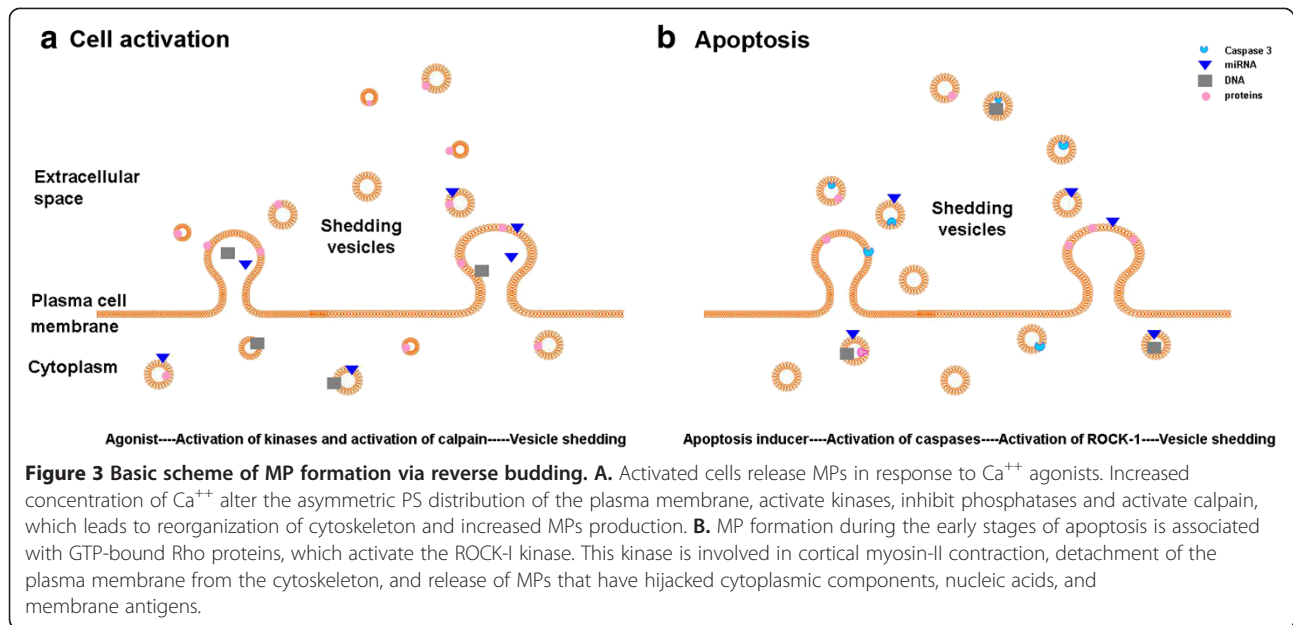 a Cell activation
b Apoptosis
Caspase 3
miRNA
DNA
proteins
Extracellular
space
Shedding
vesicles
Shedding
vesicles
Plasma cell
membrane
Cytoplasm
Agonist----Activation of kinases and activation of calpain-----Vesicle shedding
Apoptosis inducer----Activation of caspases---Activation of ROCK-1----Vesicle shedding
Figure 3 Basic scheme of MP formation via reverse budding. A. Activated cells release MPs in response to Ca++ agonists. Increased
concentration of Ca++ alter the asymmetric PS distribution of the plasma membrane, activate kinases, inhibit phosphatases and activate calpain,
which leads to reorganization of cytoskeleton and increased MPs production. B. MP formation during the early stages of apoptosis is associated
with GTP-bound Rho proteins, which activate the ROCK-I kinase. This kinase is involved in cortical myosin-II contraction, detachment of the
plasma membrane from the cytoskeleton, and release of MPs that have hijacked cytoplasmic components, nucleic acids, and
membrane antigens.